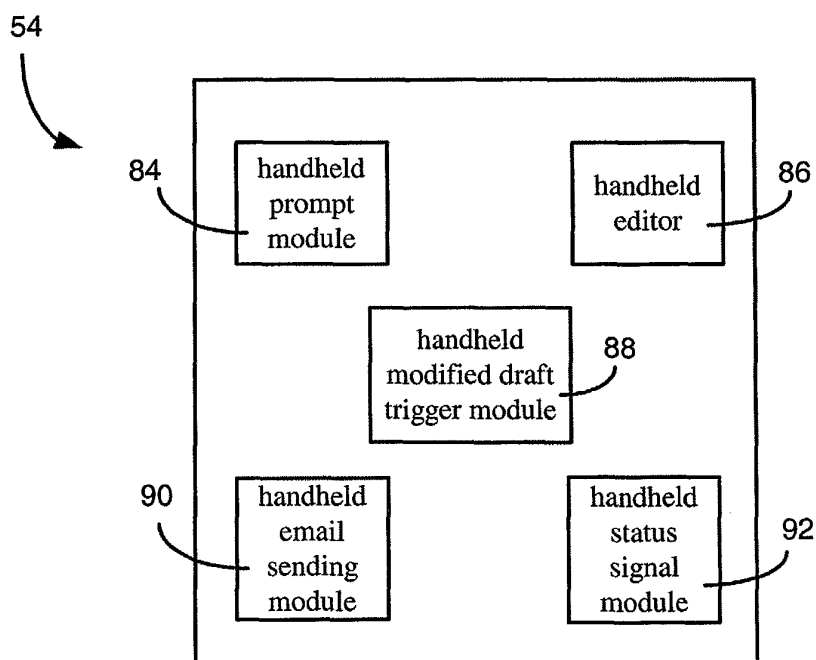 54
84
handheld
prompt
module
handheld
editor
86
handheld
modified draft
trigger module
88
90
handheld
email
sending
module
handheld
status
signal
module
92